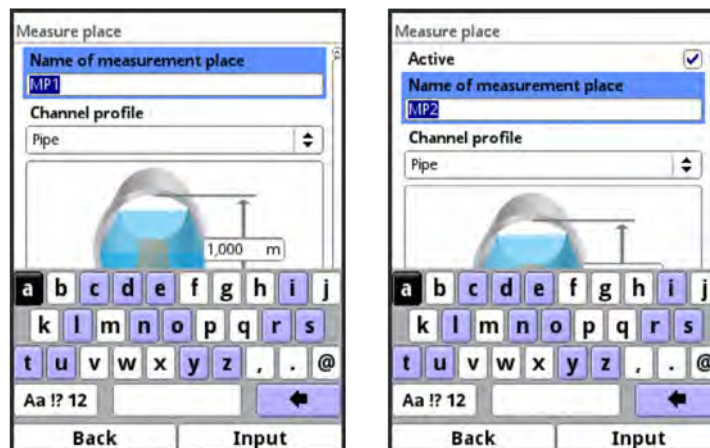 Measure place
Name of measurement place
MP1
Channel profile
Pipe
1,000 m
a b c d e f g h i j
k l m n o p q r s
t u v w x y z , . @
Aa !? 12
Back Input
Measure place
Active
Name of measurement place
MP2
Channel profile
Pipe
a b c d e f g h i j
k l m n o p q r s
t u v w x y z , . @
Aa !? 12
Back Input